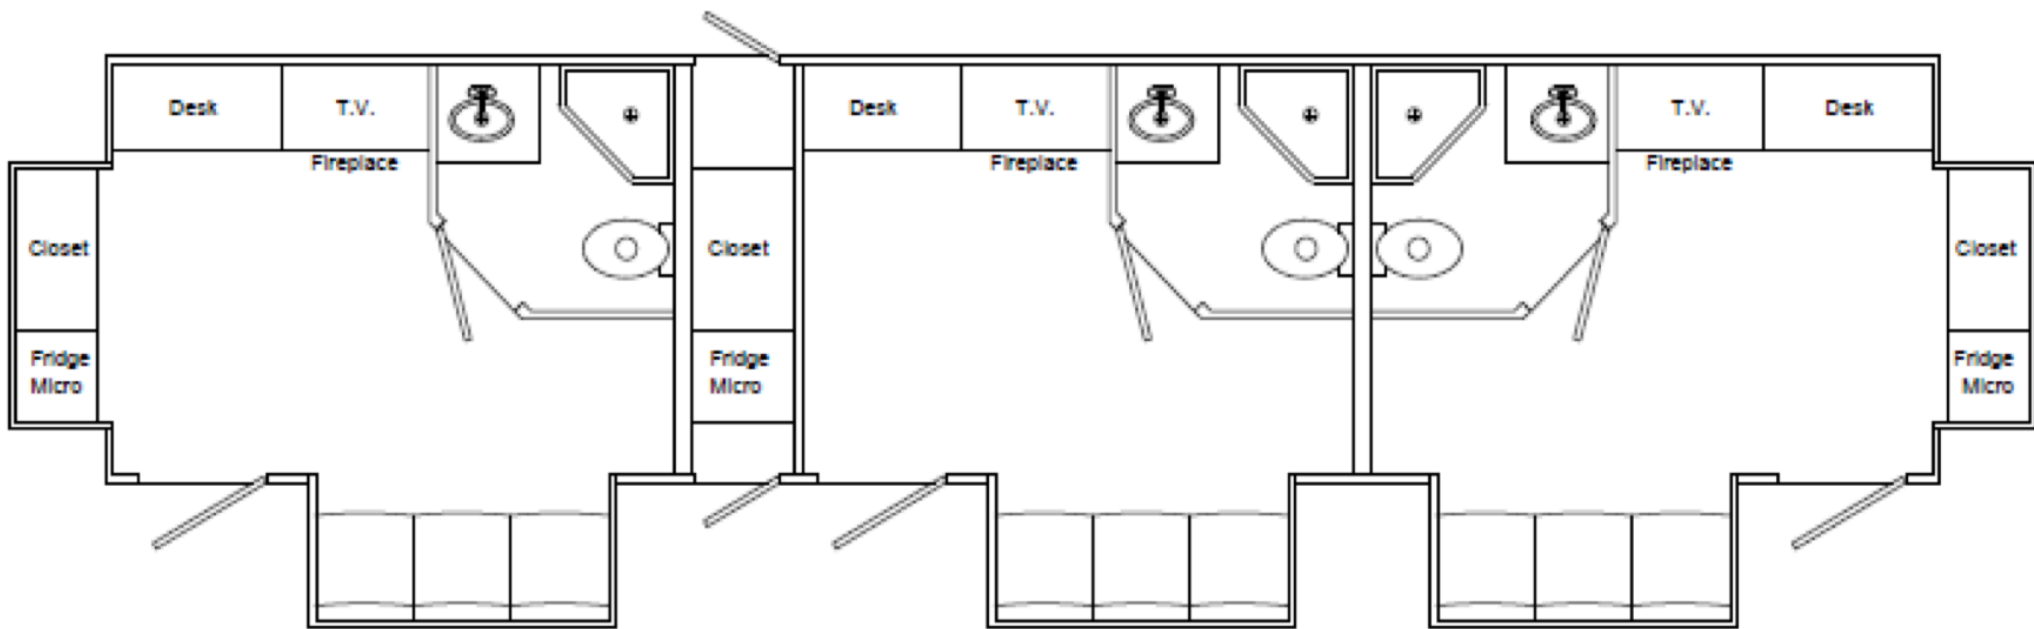 Desk
T.V.
Fireplace
Desk
T.V.
Fireplace
T.V.
Desk
Fireplace
Closet
Closet
Closet
Fridge
Micro
Fridge
Micro
Fridge
Micro